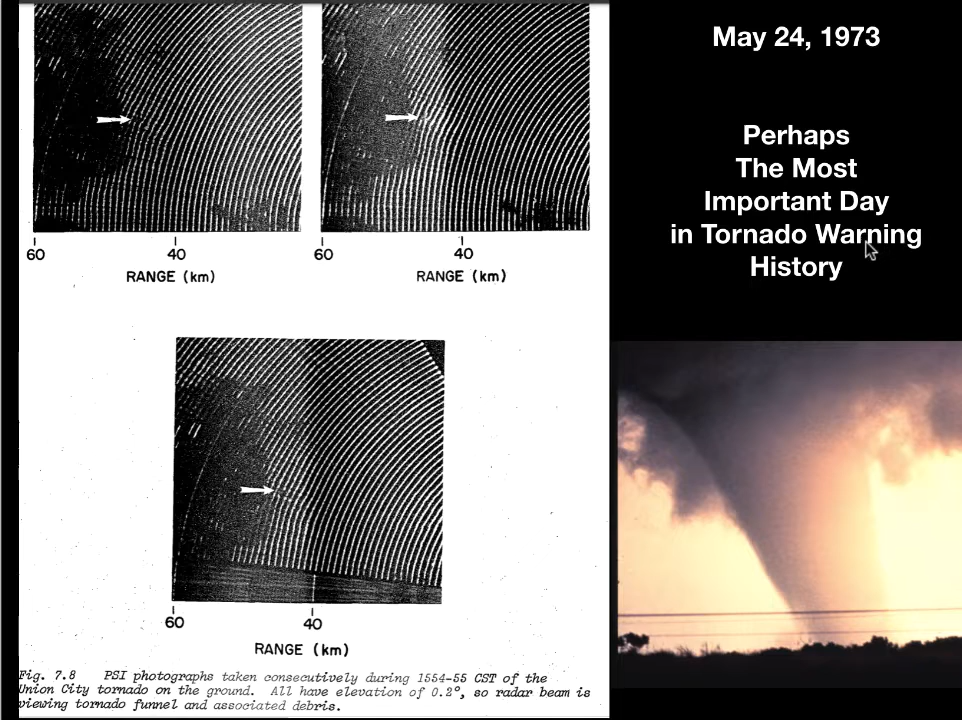 May 24, 1973
Perhaps
The Most
Important Day
in Tornado Warning
History
60
40
RANGE (km)
60
40
RANGE (km)
60
40
RANGE (km)
Fig. 7.8 PSI photographs taken consecutively during 1554-55 CST of the
Union City tornado on the ground. All have elevation of 0.2°, so radar beam is
viewing tornado funnel and associated debris.